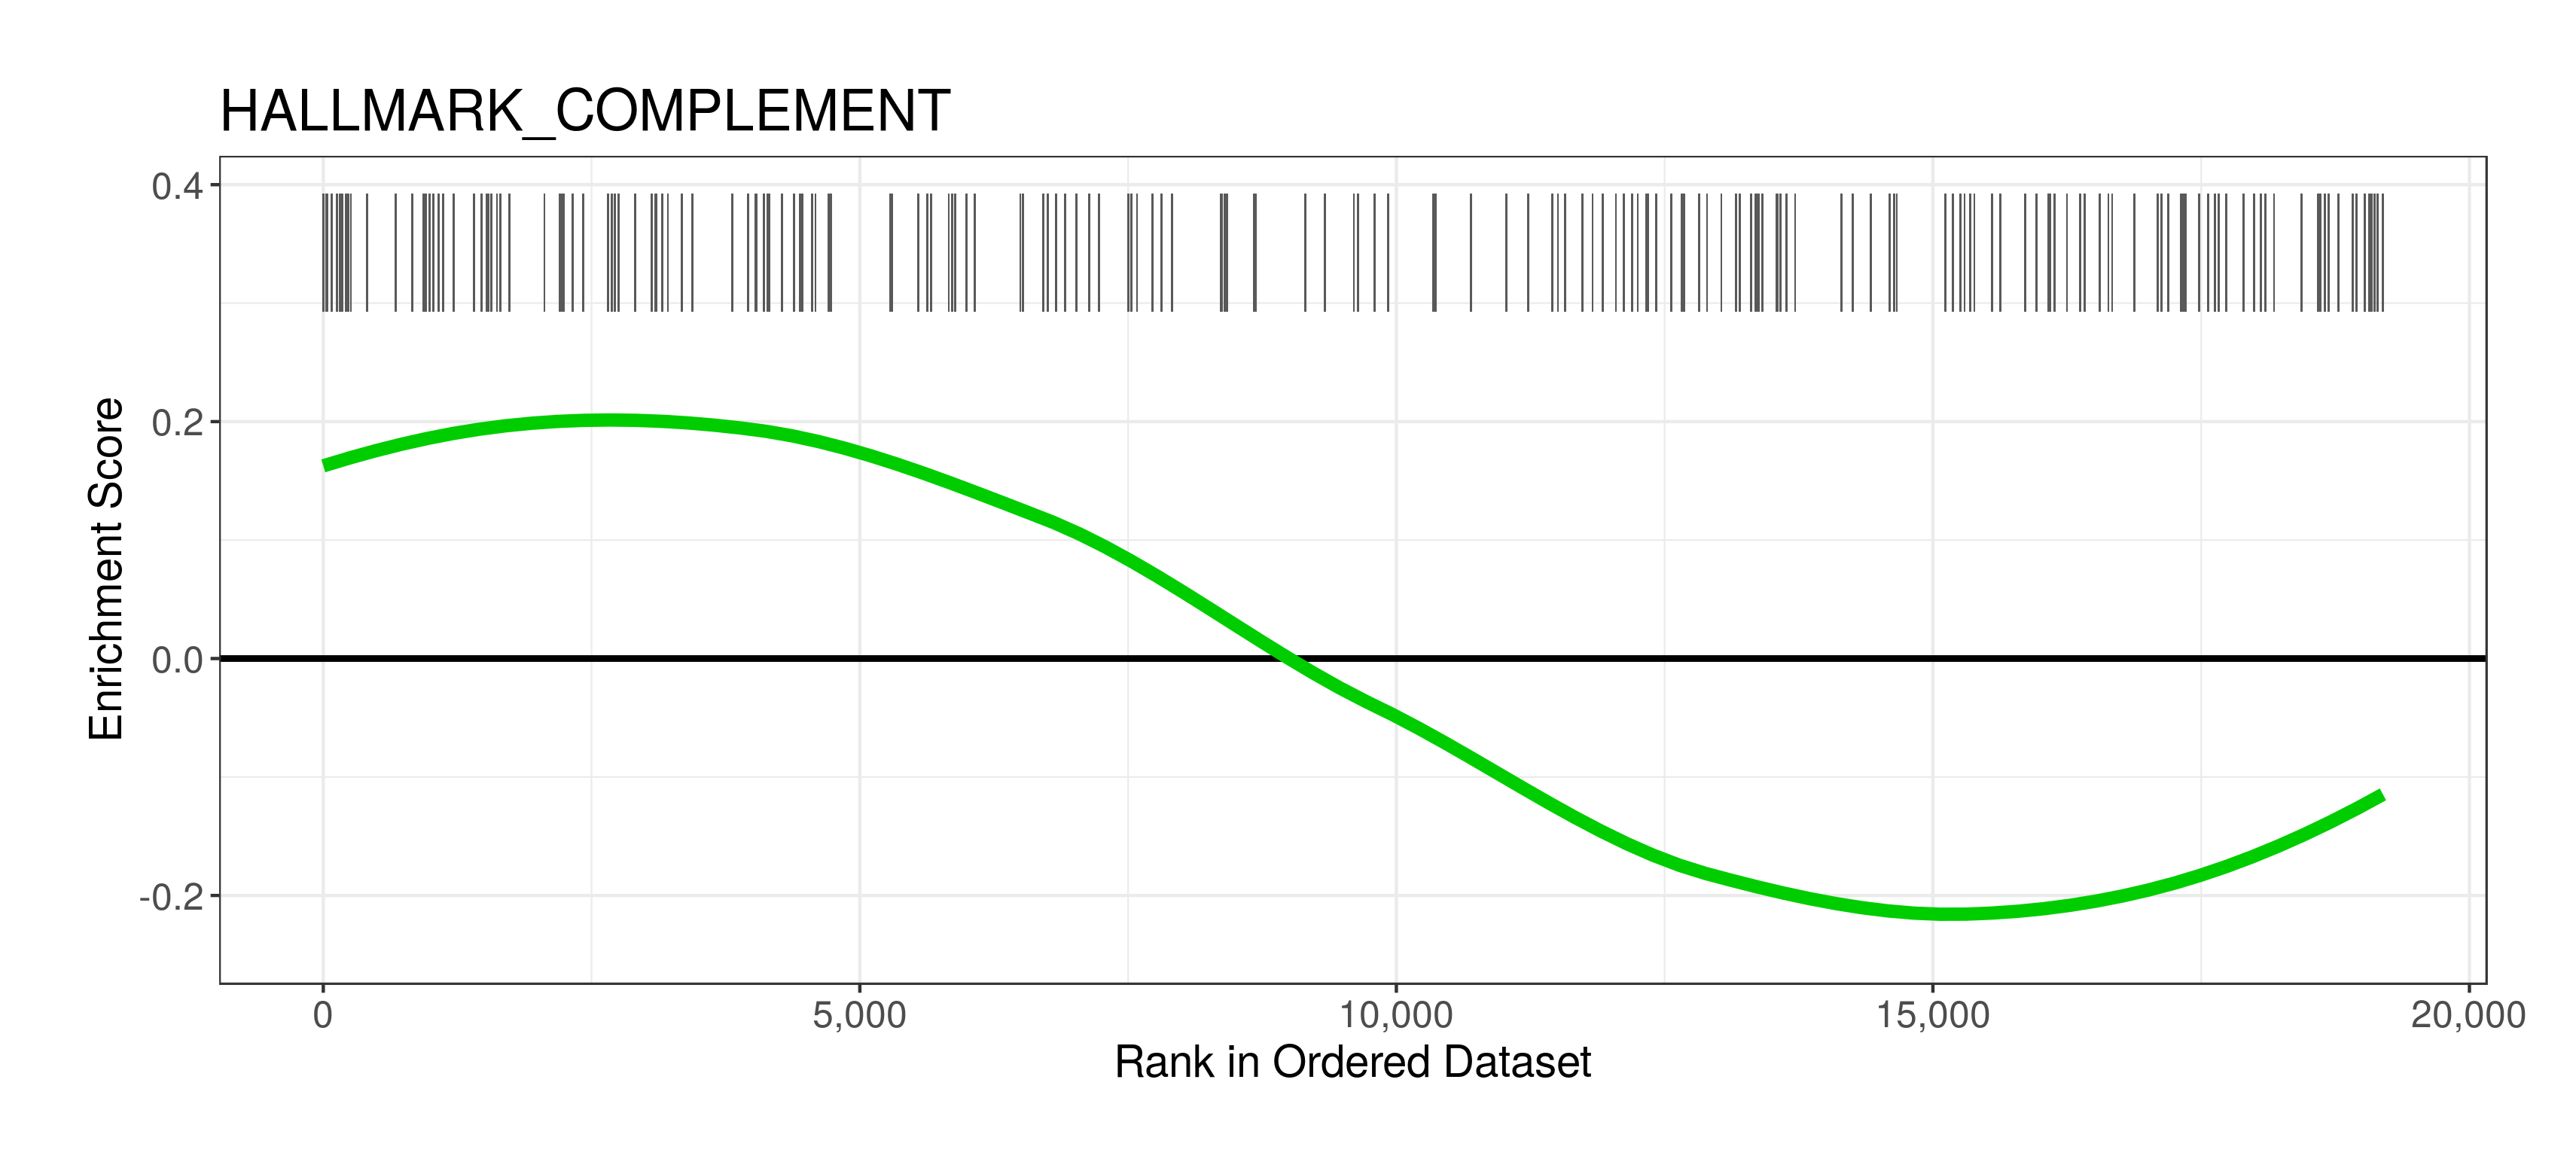 HALLMARK_COMPLEMENT
0.4
0.2
0.0
-0.2
Enrichment Score
0 5,000 10,000 15,000 20,000
Rank in Ordered Dataset